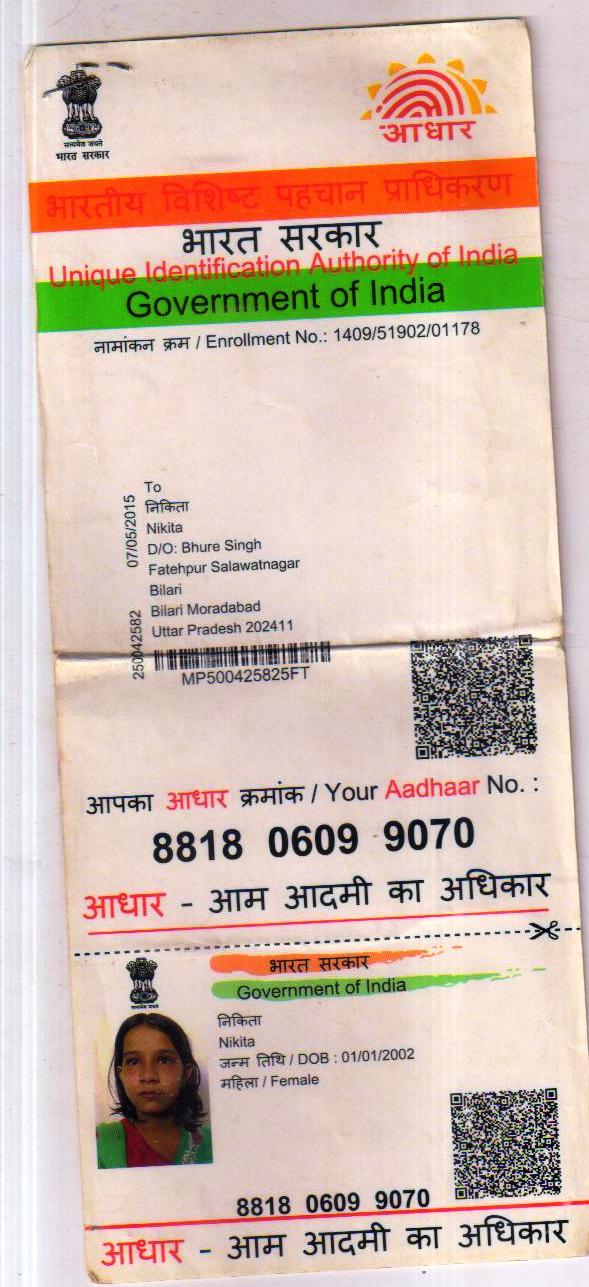 सत्यमेव जयते
भारत सरकार
आधार
भारतीय विशिष्ट पहचान प्राधिकरण
भारत सरकार
Unique Identification Authority of India
Government of India
नामांकन क्रम / Enrollment No.: 1409/51902/01178
07/05/2015
To
निकिता
Nikita
D/O: Bhure Singh
Fatehpur Salawatnagar
Bilari
Bilari Moradabad
Uttar Pradesh 202411
250042582
MP500425825FT
आपका आधार क्रमांक / Your Aadhaar No. :
8818 0609 9070
आधार - आम आदमी का अधिकार
सत्यमेव जयते
भारत सरकार
Government of India
निकिता
Nikita
जन्म तिथि / DOB : 01/01/2002
महिला / Female
8818 0609 9070
आधार - आम आदमी का अधिकार